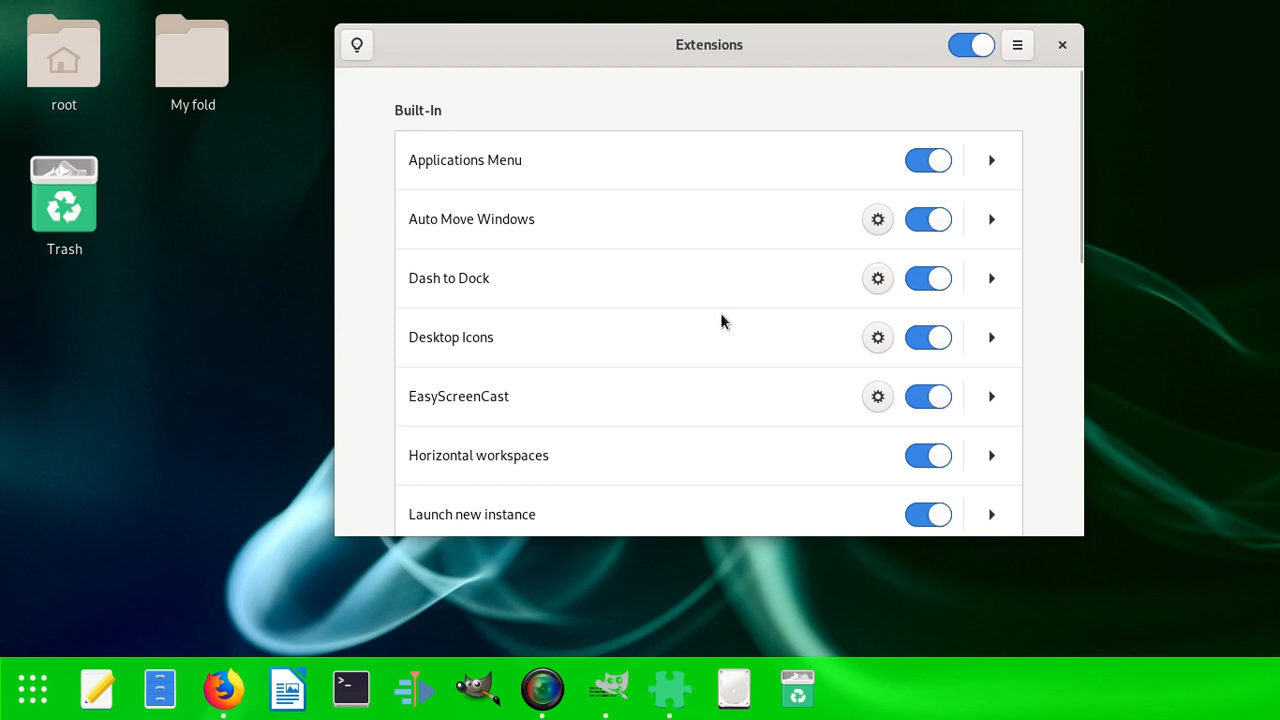 root
My fold
Trash
Extensions
Built-In
Applications Menu
Auto Move Windows
Dash to Dock
Desktop Icons
EasyScreenCast
Horizontal workspaces
Launch new instance
>_